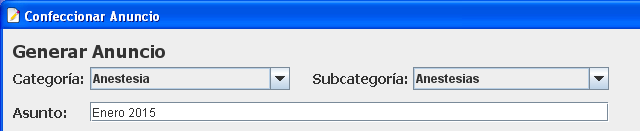 Confeccionar Anuncio
Generar Anuncio
Categoría: Anestesia Subcategoría: Anestesias
Asunto: Enero 2015